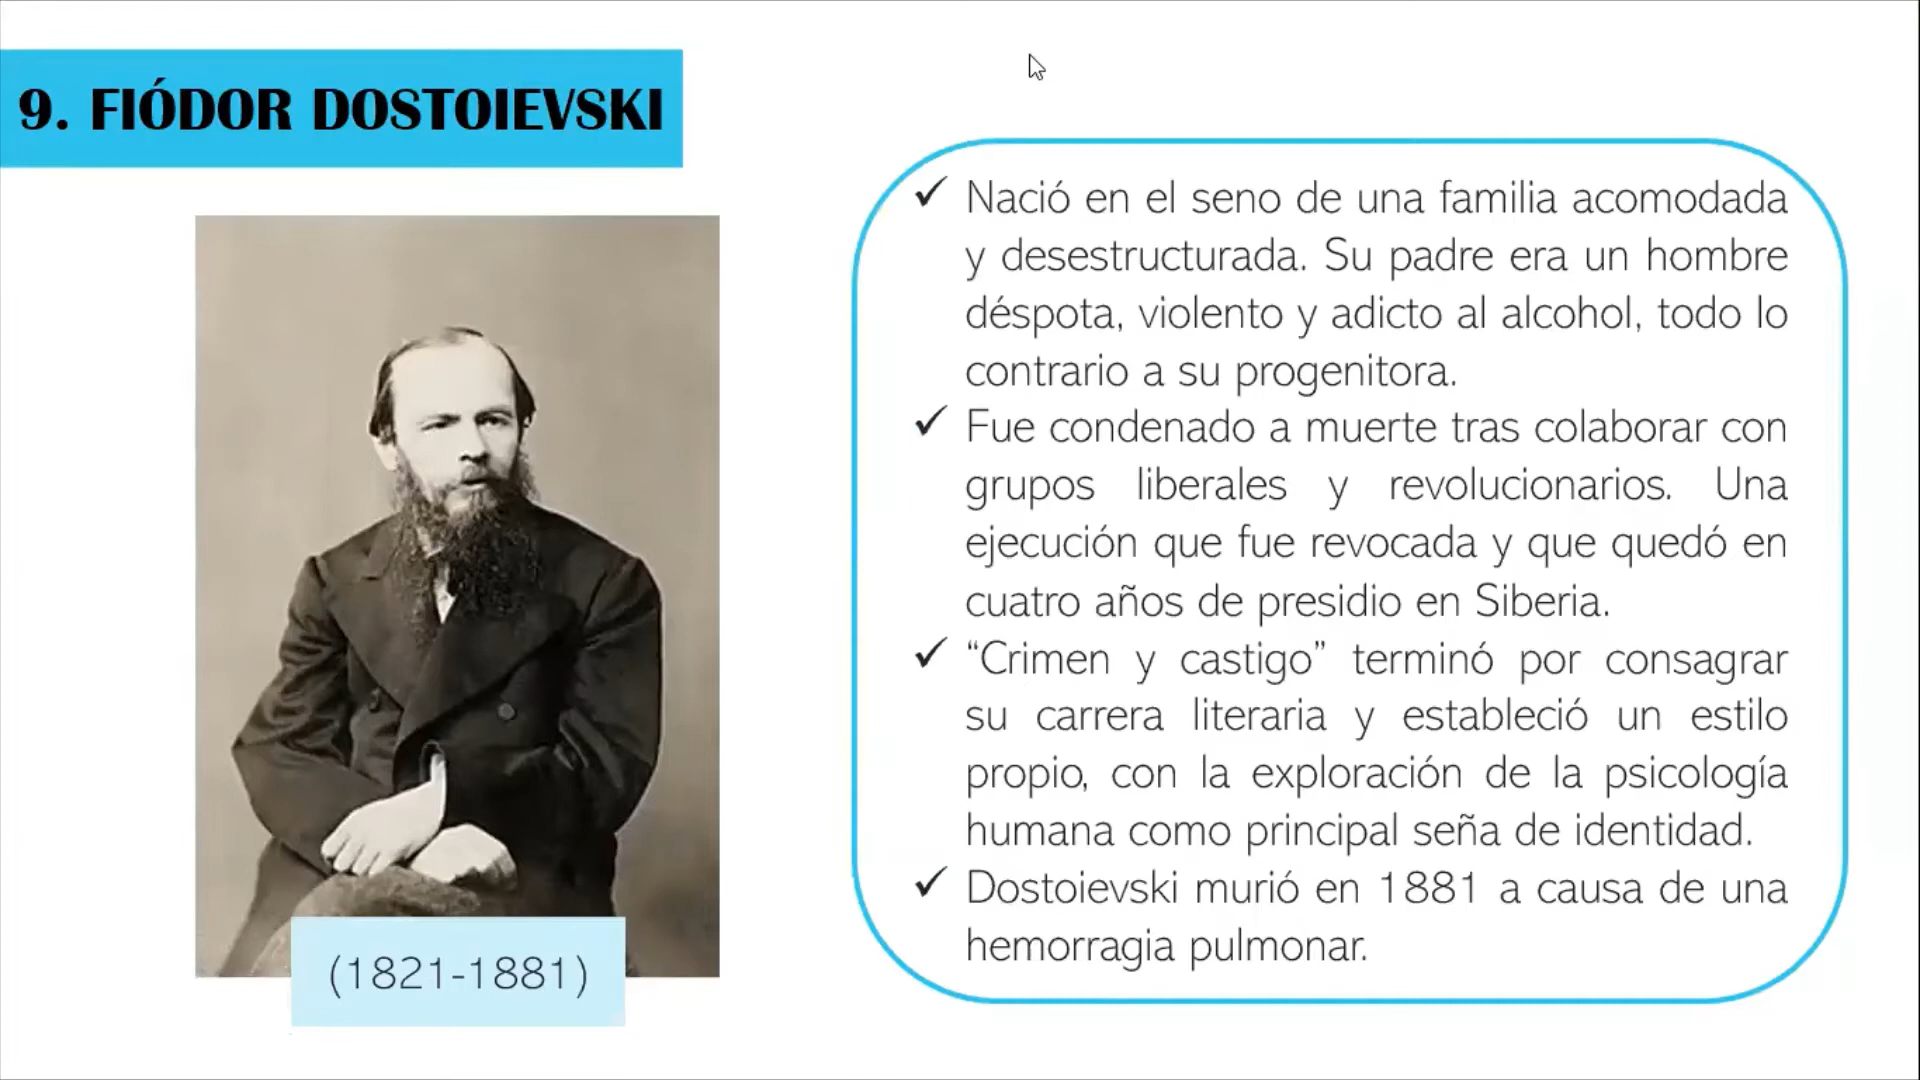 9. FIÓDOR DOSTOIEVSKI
(1821-1881)
✓ Nació en el seno de una familia acomodada
y desestructurada. Su padre era un hombre
déspota, violento y adicto al alcohol, todo lo
contrario a su progenitora.
✓ Fue condenado a muerte tras colaborar con
grupos liberales y revolucionarios. Una
ejecución que fue revocada y que quedó en
cuatro años de presidio en Siberia.
✓ “Crimen y castigo” terminó por consagrar
su carrera literaria y estableció un estilo
propio, con la exploración de la psicología
humana como principal seña de identidad.
✓ Dostoievski murió en 1881 a causa de una
hemorragia pulmonar.